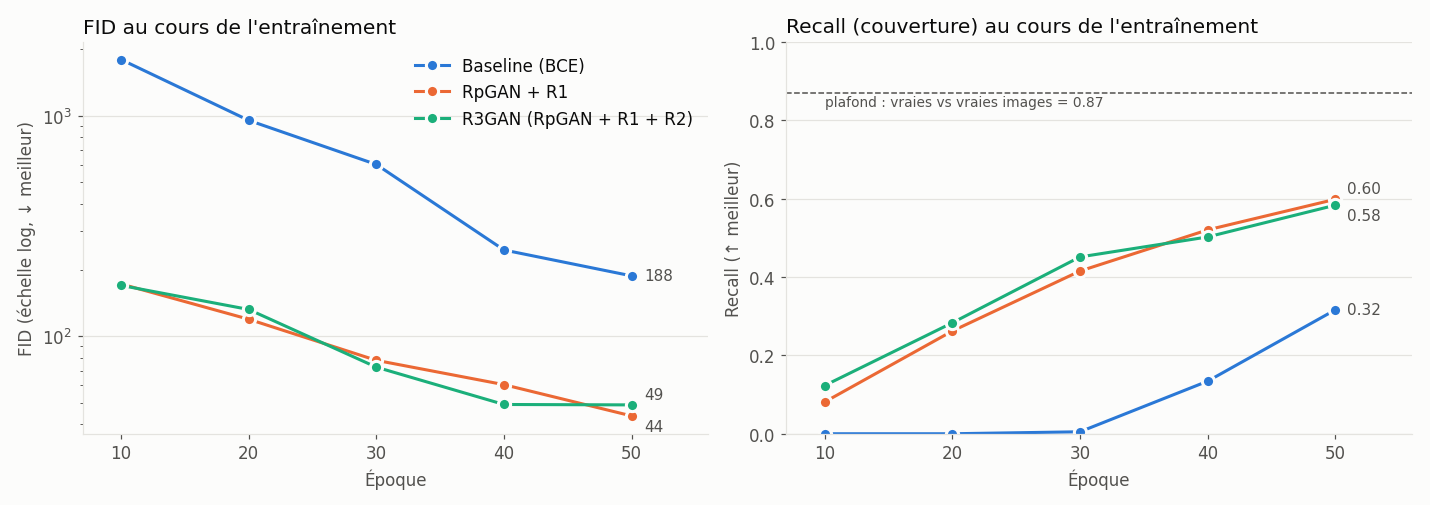 FID au cours de l'entraînement
FID (échelle log, ↓ meilleur)
10³
10²
Baseline (BCE)
RpGAN + R1
R3GAN (RpGAN + R1 + R2)
188
49
44
10 20 30 40 50
Époque
Recall (couverture) au cours de l'entraînement
Recall (↑ meilleur)
1.0
0.8
0.6
0.4
0.2
0.0
plafond : vraies vs vraies images = 0.87
0.60
0.58
0.32
10 20 30 40 50
Époque